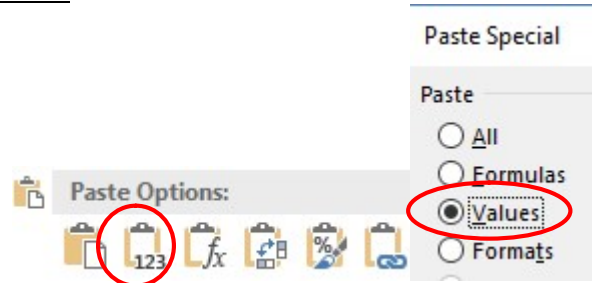 Paste Special
Paste
All
Formulas
Values
Formats
Paste Options:
123
fx
%